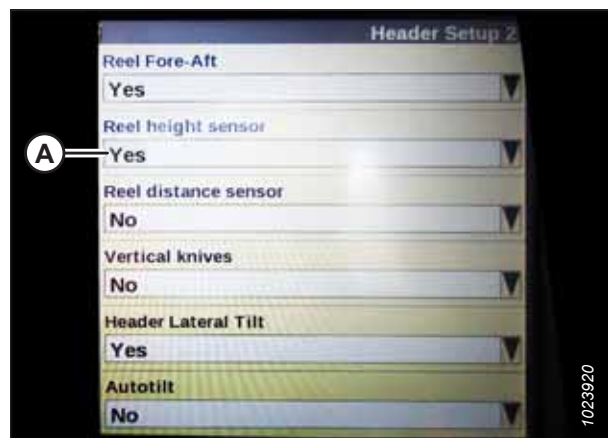 Header Setup 2
Reel Fore-Aft
Yes
Reel height sensor
A
Yes
Reel distance sensor
No
Vertical knives
No
Header Lateral Tilt
Yes
Autotilt
No
1023920